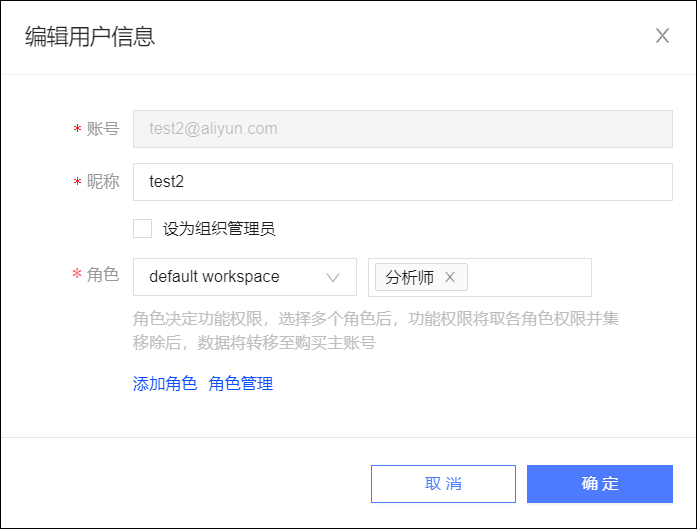 编辑用户信息
* 账号 test2@aliyun.com
* 昵称 test2
设为组织管理员
* 角色 default workspace 分析师
角色决定功能权限，选择多个角色后，功能权限将取各角色权限并集
移除后，数据将转移至购买主账号
添加角色 角色管理
取 消 确 定